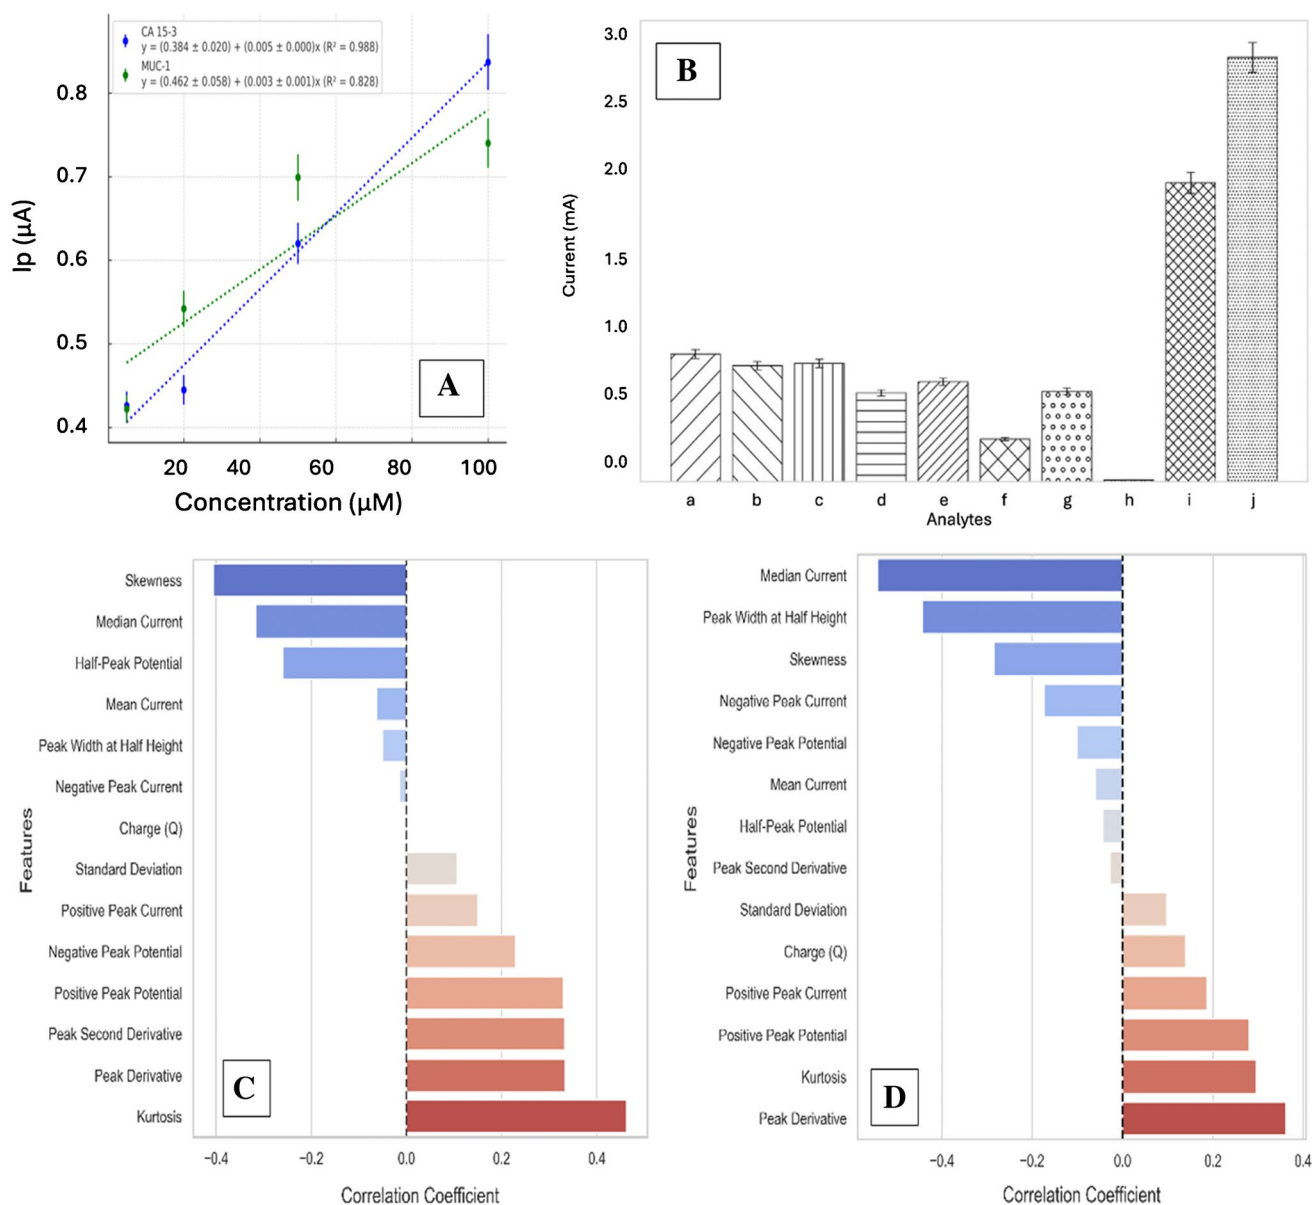 CA 15-3
y = (0.384 ± 0.020) + (0.005 ± 0.000)x (R² = 0.988)
MUC-1
y = (0.462 ± 0.058) + (0.003 ± 0.001)x (R² = 0.828)
0.8
0.7
0.6
0.5
0.4
Ip (µA)
A
20 40 60 80 100
Concentration (µM)
B
3.0
2.5
2.0
1.5
1.0
0.5
0.0
Current (mA)
a b c d e f g h i j
Analytes
Skewness
Median Current
Half-Peak Potential
Mean Current
Peak Width at Half Height
Negative Peak Current
Charge (Q)
Standard Deviation
Positive Peak Current
Negative Peak Potential
Positive Peak Potential
Peak Second Derivative
Peak Derivative
Kurtosis
Features
C
−0.4 −0.2 0.0 0.2 0.4
Correlation Coefficient
Median Current
Peak Width at Half Height
Skewness
Negative Peak Current
Negative Peak Potential
Mean Current
Half-Peak Potential
Peak Second Derivative
Standard Deviation
Charge (Q)
Positive Peak Current
Positive Peak Potential
Kurtosis
Peak Derivative
Features
D
−0.4 −0.2 0.0 0.2 0.4
Correlation Coefficient